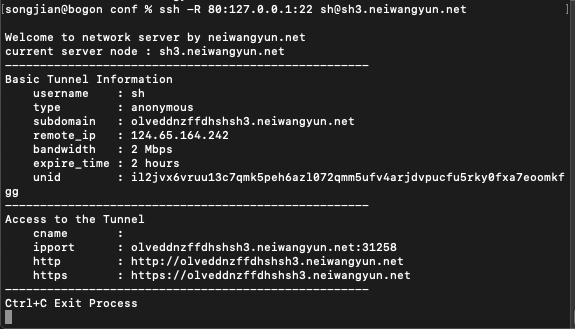 [songjian@bogon conf % ssh -R 80:127.0.0.1:22 sh@sh3.neiwangyun.net]
Welcome to network server by neiwangyun.net
current server node : sh3.neiwangyun.net
----------------------------------------------------
Basic Tunnel Information
username : sh
type : anonymous
subdomain : olveddnzffdhshsh3.neiwangyun.net
remote_ip : 124.65.164.242
bandwidth : 2 Mbps
expire_time : 2 hours
unid : il2jvx6vruu13c7qmk5peh6azl072qmm5ufv4arjdvpucfu5rky0fxa7eoomkf
gg
----------------------------------------------------
Access to the Tunnel
cname :
ipport : olveddnzffdhshsh3.neiwangyun.net:31258
http : http://olveddnzffdhshsh3.neiwangyun.net
https : https://olveddnzffdhshsh3.neiwangyun.net
----------------------------------------------------
Ctrl+C Exit Process